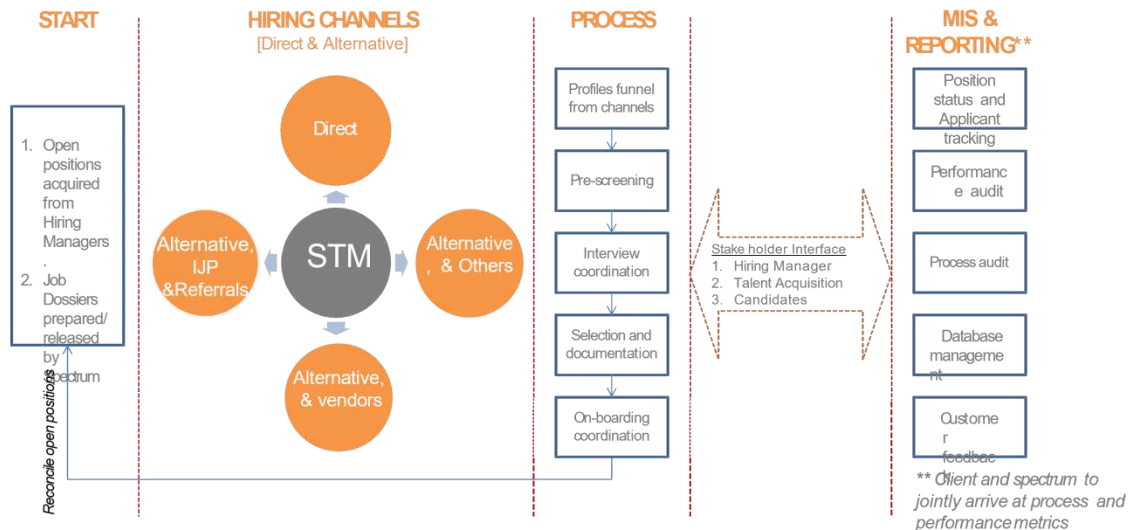 START
1. Open
positions
acquired
from
Hiring
Managers
.
2. Job
Dossiers
prepared/
released
by
Spectrum
Reconcile open positions
HIRING CHANNELS
[Direct & Alternative]
Direct
Alternative,
IJP
&Referrals
STM
Alternative
, & Others
Alternative,
& vendors
PROCESS
Profiles funnel
from channels
Pre-screening
Interview
coordination
Selection and
documentation
On-boarding
coordination
Stake holder Interface
1. Hiring Manager
2. Talent Acquisition
3. Candidates
MIS &
REPORTING**
Position
status and
Applicant
tracking
Performanc
e audit
Process audit
Database
manageme
nt
Custome
r
feedback
** Client and spectrum to
jointly arrive at process and
performance metrics